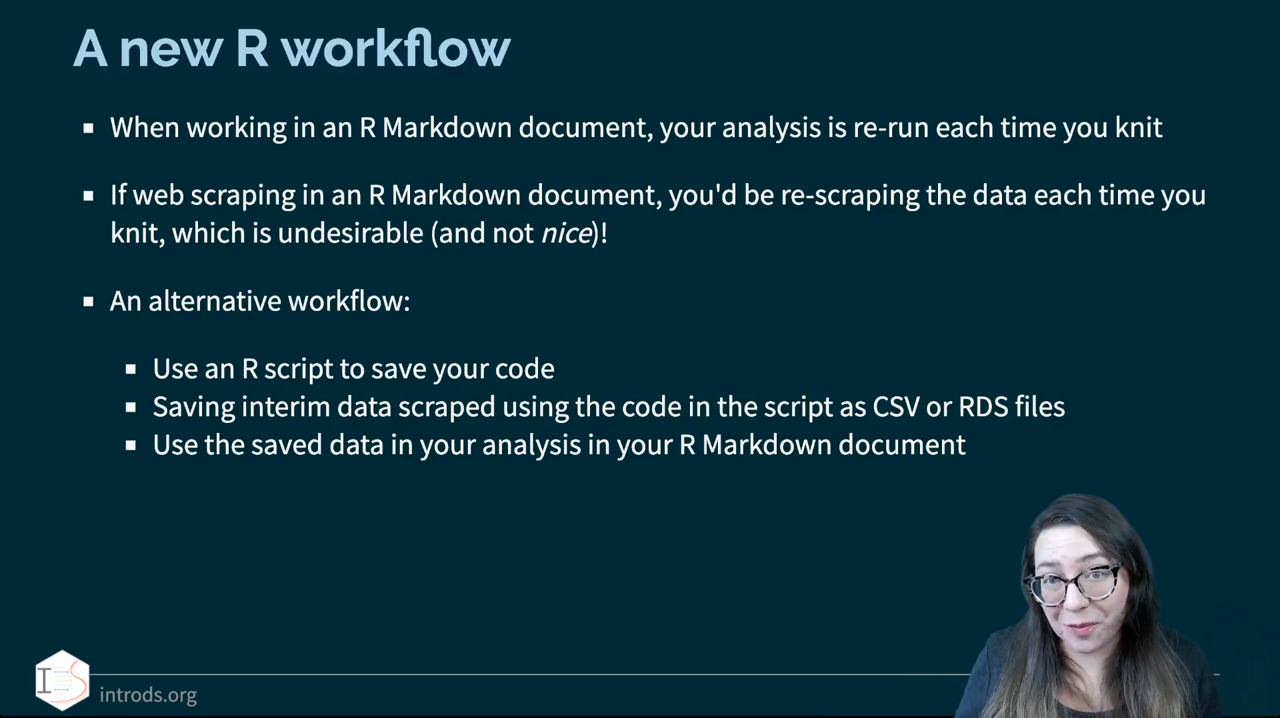 A new R workflow
When working in an R Markdown document, your analysis is re-run each time you knit
If web scraping in an R Markdown document, you'd be re-scraping the data each time you
knit, which is undesirable (and not nice)!
An alternative workflow:
Use an R script to save your code
Saving interim data scraped using the code in the script as CSV or RDS files
Use the saved data in your analysis in your R Markdown document
IDS
introds.org